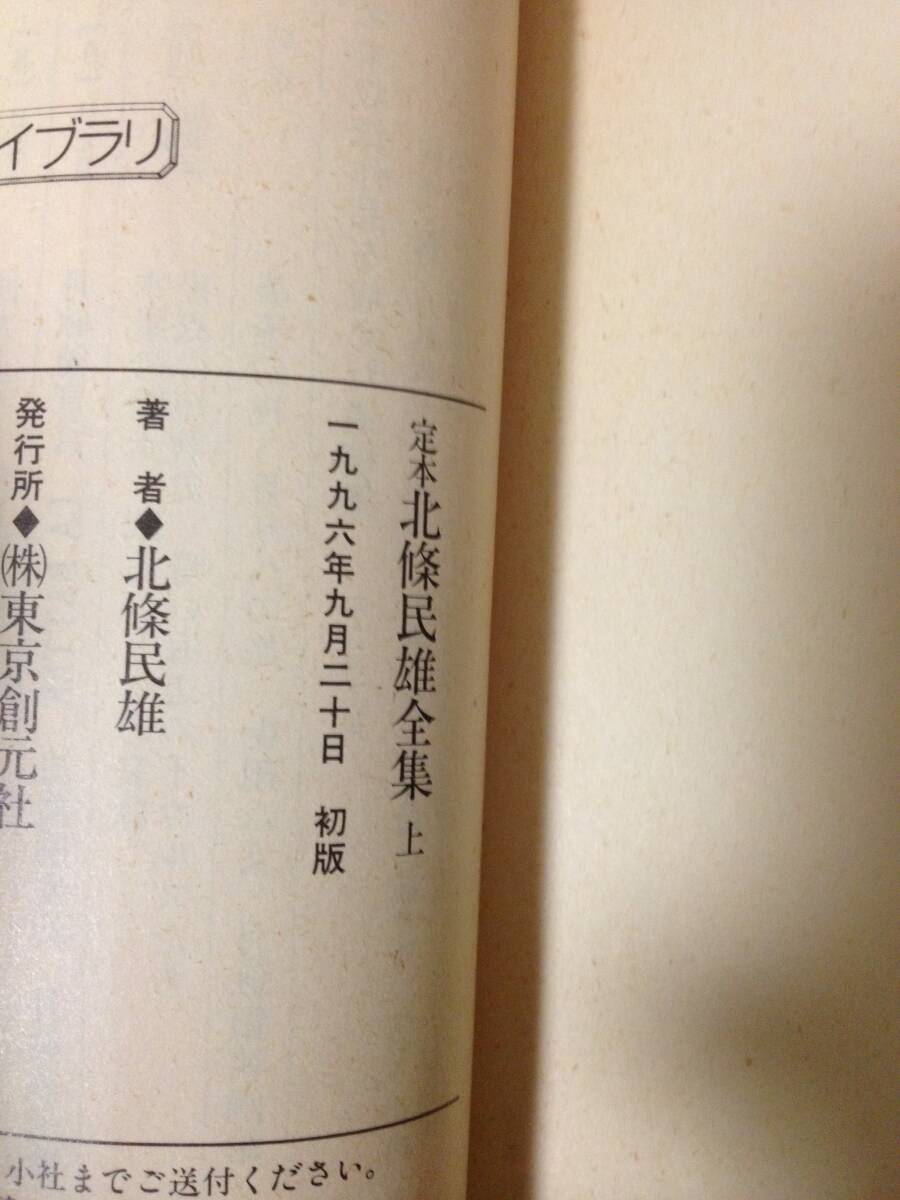 イブラリ
定本 北條民雄全集 上
一九九六年九月二十日 初版
著者◆北條民雄
発行所◆㈱東京創元社
小社までご送付ください。